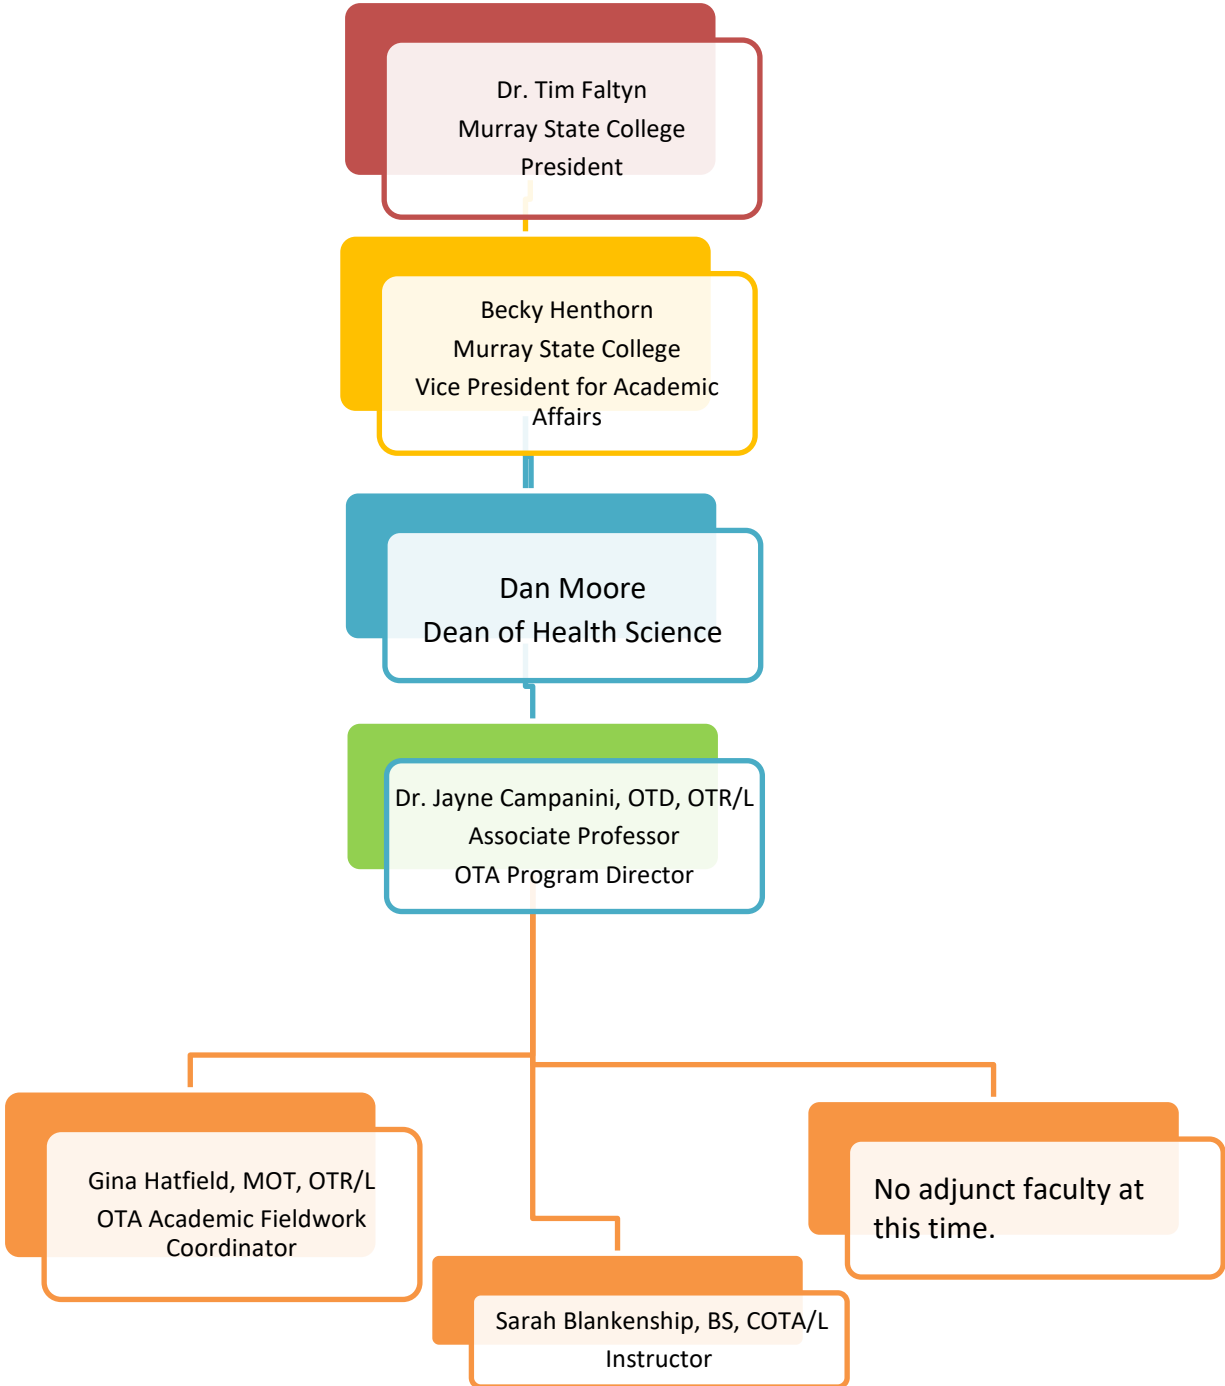 Dr. Tim Faltyn
Murray State College
President
Becky Henthorn
Murray State College
Vice President for Academic
Affairs
Dan Moore
Dean of Health Science
Dr. Jayne Campanini, OTD, OTR/L
Associate Professor
OTA Program Director
Gina Hatfield, MOT, OTR/L
OTA Academic Fieldwork
Coordinator
Sarah Blankenship, BS, COTA/L
Instructor
No adjunct faculty at
this time.